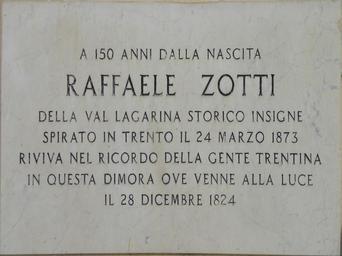 A 150 ANNI DALLA NASCITA
RAFFAELE ZOTTI
DELLA VAL LAGARINA STORICO INSIGNE
SPIRATO IN TRENTO IL 24 MARZO 1873
RIVIVA NEL RICORDO DELLA GENTE TRENTINA
IN QUESTA DIMORA OVE VENNE ALLA LUCE
IL 28 DICEMBRE 1824